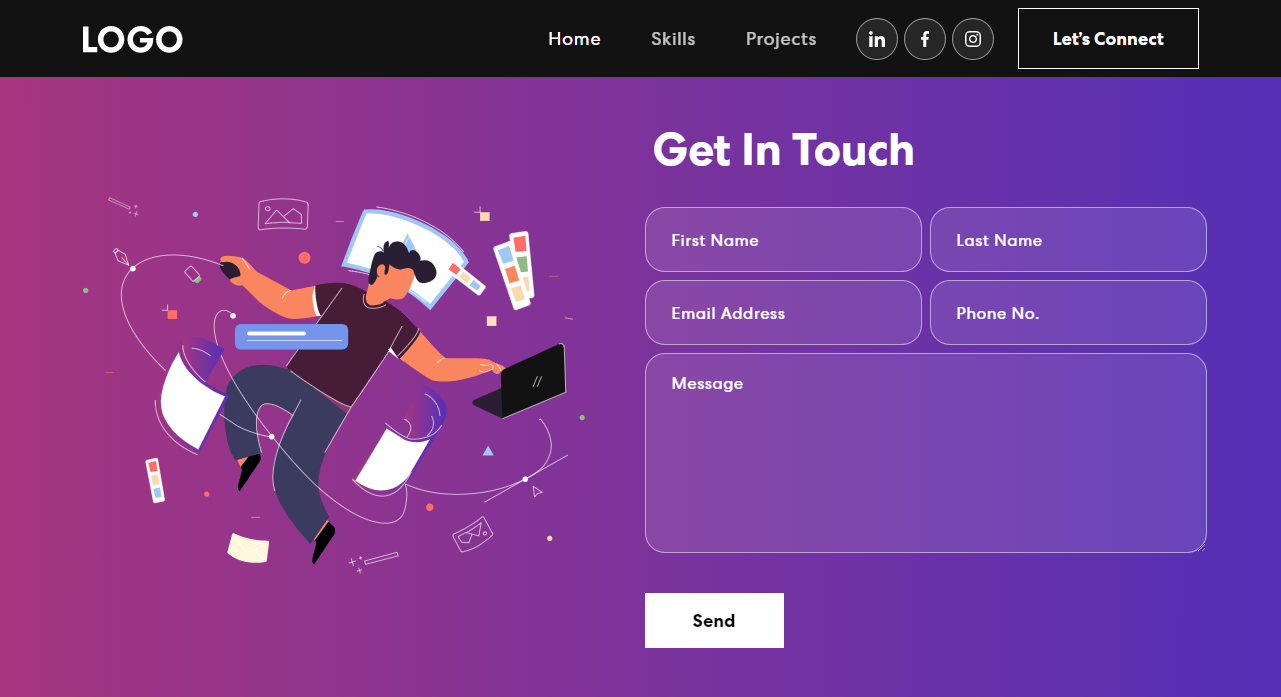 LOGO Home Skills Projects Let's Connect
Get In Touch
First Name Last Name
Email Address Phone No.
Message
Send